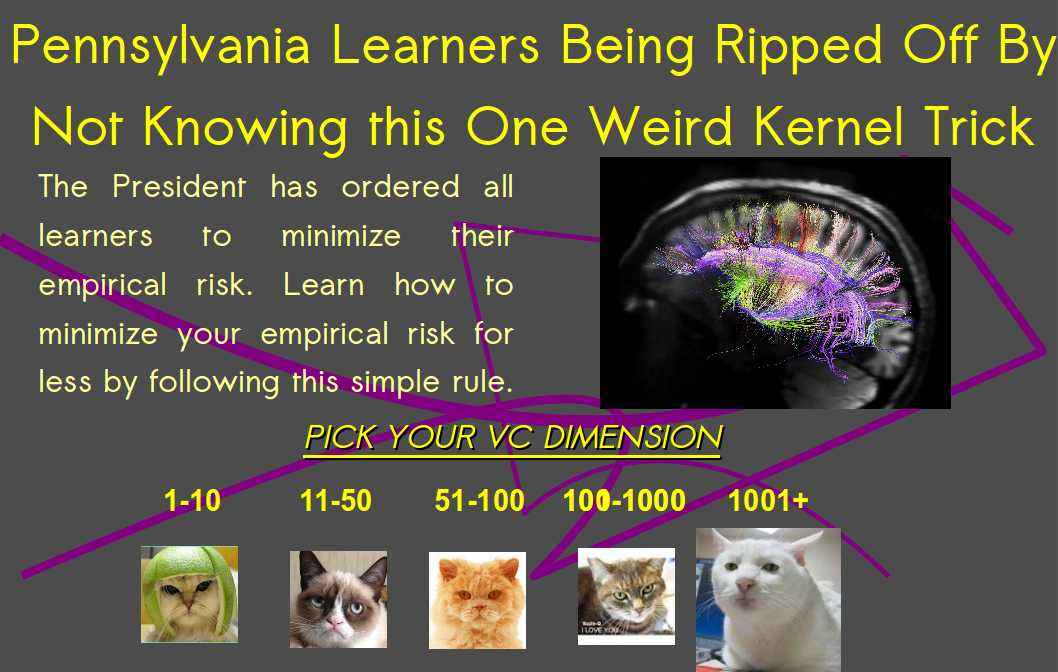 Pennsylvania Learners Being Ripped Off By
Not Knowing this One Weird Kernel Trick
The President has ordered all
learners to minimize their
empirical risk. Learn how to
minimize your empirical risk for
less by following this simple rule.
PICK YOUR VC DIMENSION
1-10 11-50 51-100 100-1000 1001+
I LOVE YOU